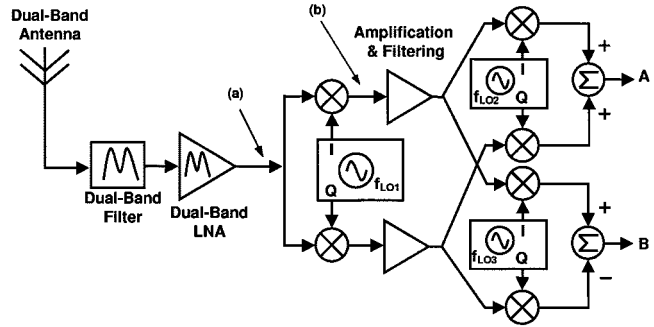 Dual-Band
Antenna
(a)
(b)
Amplification
& Filtering
Dual-Band
Filter
Dual-Band
LNA
I
Q
fLO1
I
fLO2
Q
I
fLO3
Q
+
+
Σ
A
+
−
Σ
B